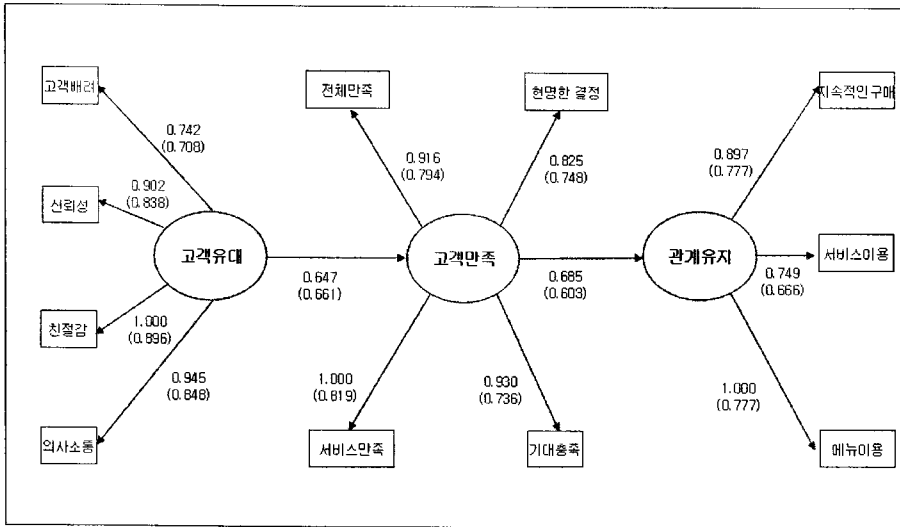 고객배려
0.742
(0.708)
신뢰성
0.902
(0.838)
친절감
1.000
(0.896)
의사소통
0.945
(0.848)
고객유대
0.647
(0.661)
전체만족
0.916
(0.794)
현명한 결정
0.825
(0.748)
고객만족
서비스만족
1.000
(0.819)
기대충족
0.930
(0.736)
0.685
(0.603)
관계유지
지속적인 구매
0.897
(0.777)
서비스이용
0.749
(0.666)
메뉴이용
1.000
(0.777)